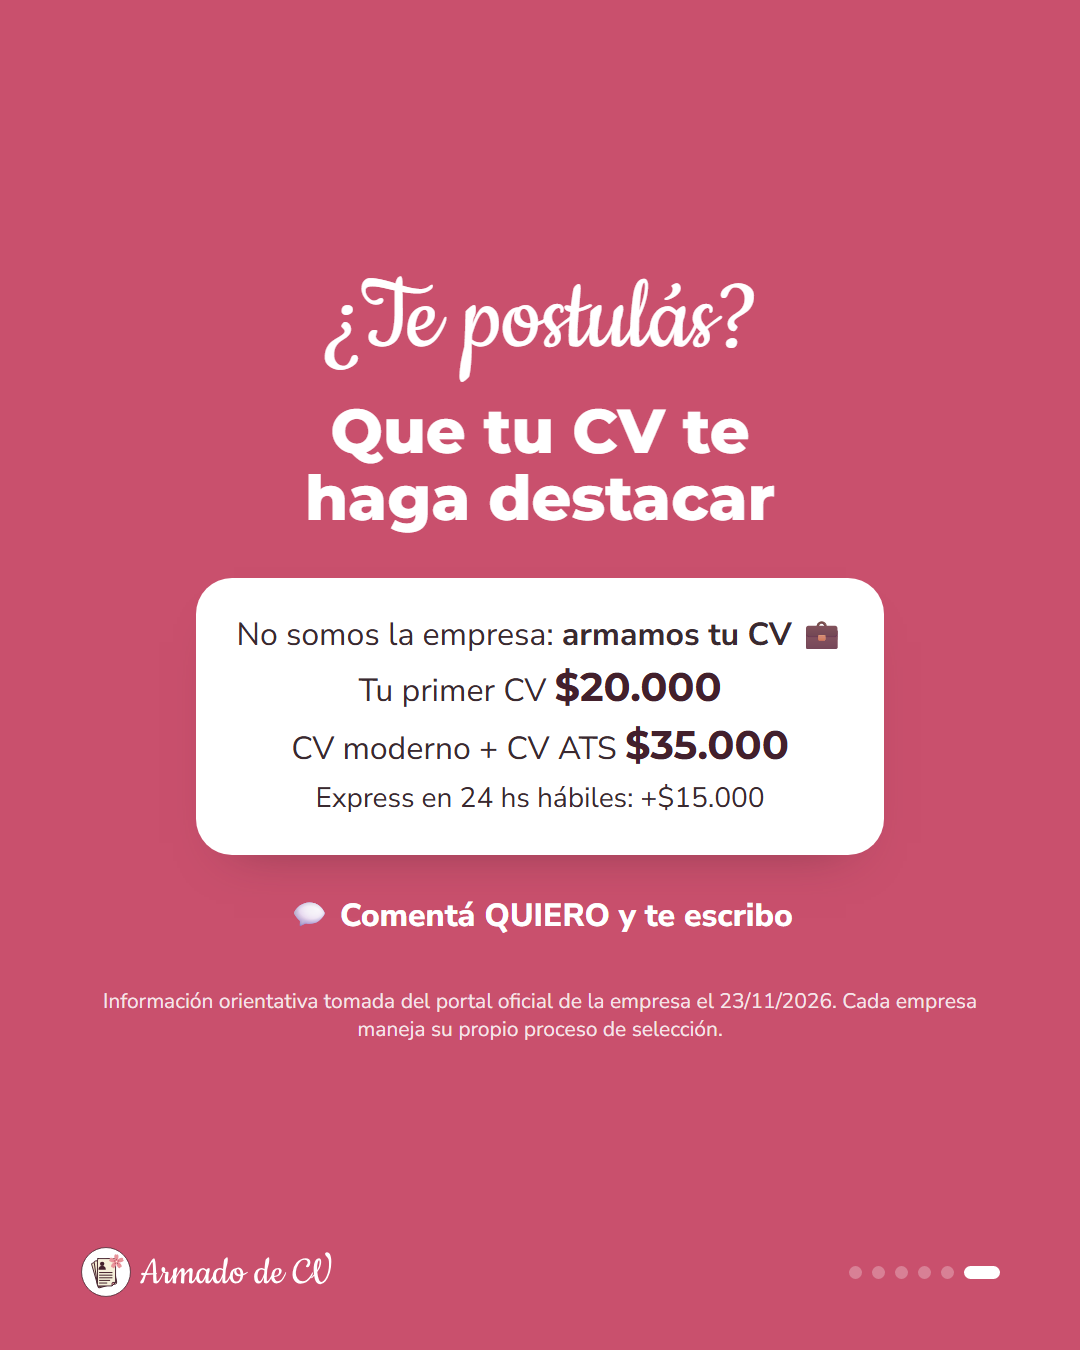 ¿Te postulás?
Que tu CV te
haga destacar
No somos la empresa: armamos tu CV 💼
Tu primer CV $20.000
CV moderno + CV ATS $35.000
Express en 24 hs hábiles: +$15.000
💬 Comentá QUIERO y te escribo
Información orientativa tomada del portal oficial de la empresa el 23/11/2026. Cada empresa
maneja su propio proceso de selección.
Armado de CV